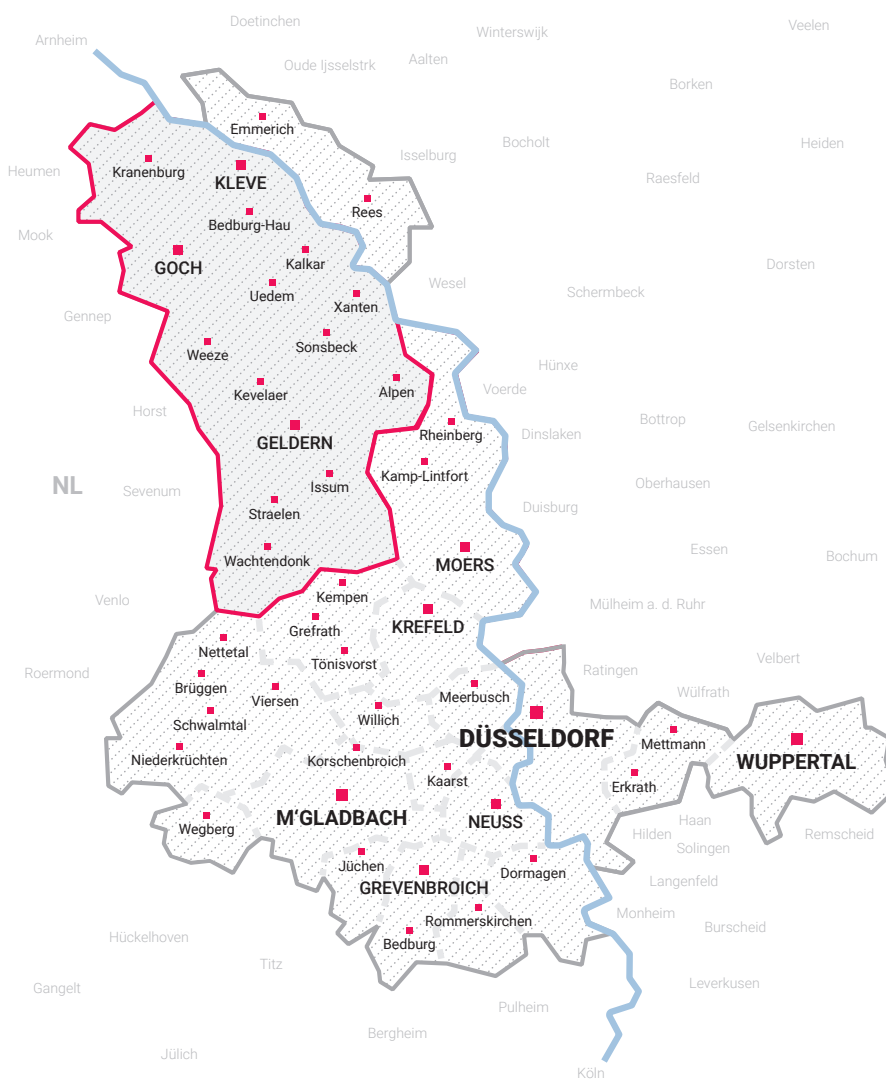 Doetinchen
Veelen
Winterswijk
Arnheim
Aalten
Oude Ijsselstrk
Borken
Emmerich
Bocholt
Heiden
Isselburg
Kranenburg
Heumen
KLEVE
Raesfeld
Rees
Bedburg-Hau
Mook
GOCH
Kalkar
Dorsten
Wesel
Uedem
Schermbeck
Xanten
Gennep
Sonsbeck
Weeze
Hünxe
Kevelaer
Alpen
Voerde
Horst
Bottrop
Gelsenkirchen
Rheinberg
Dinslaken
GELDERN
Kamp-Lintfort
Oberhausen
NL
Sevenum
Issum
Duisburg
Straelen
Essen
Bochum
Wachtendonk
MOERS
Venlo
Kempen
Mülheim a. d. Ruhr
KREFELD
Grefrath
Nettetal
Velbert
Tönisvorst
Roermond
Ratingen
Brüggen
Viersen
Meerbusch
Wülfrath
Schwalmtal
Willich
DÜSSELDORF
Mettmann
Niederkrüchten
Korschenbroich
WUPPERTAL
Kaarst
Erkrath
M‘GLADBACH
NEUSS
Haan
Wegberg
Hilden
Remscheid
Solingen
Jüchen
Dormagen
Langenfeld
GREVENBROICH
Monheim
Rommerskirchen
Burscheid
Hückelhoven
Bedburg
Titz
Leverkusen
Gangelt
Pulheim
Bergheim
Jülich
Köln